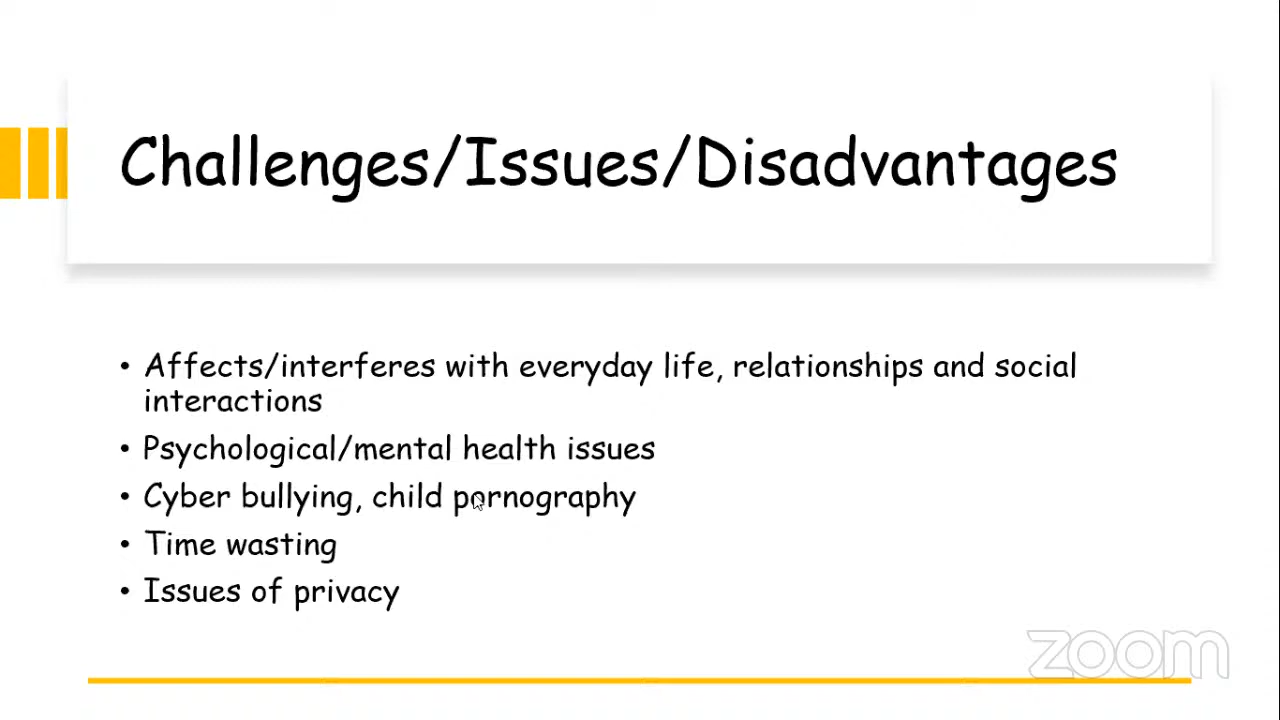 Challenges/Issues/Disadvantages
• Affects/interferes with everyday life, relationships and social
interactions
• Psychological/mental health issues
• Cyber bullying, child pornography
• Time wasting
• Issues of privacy
zoom